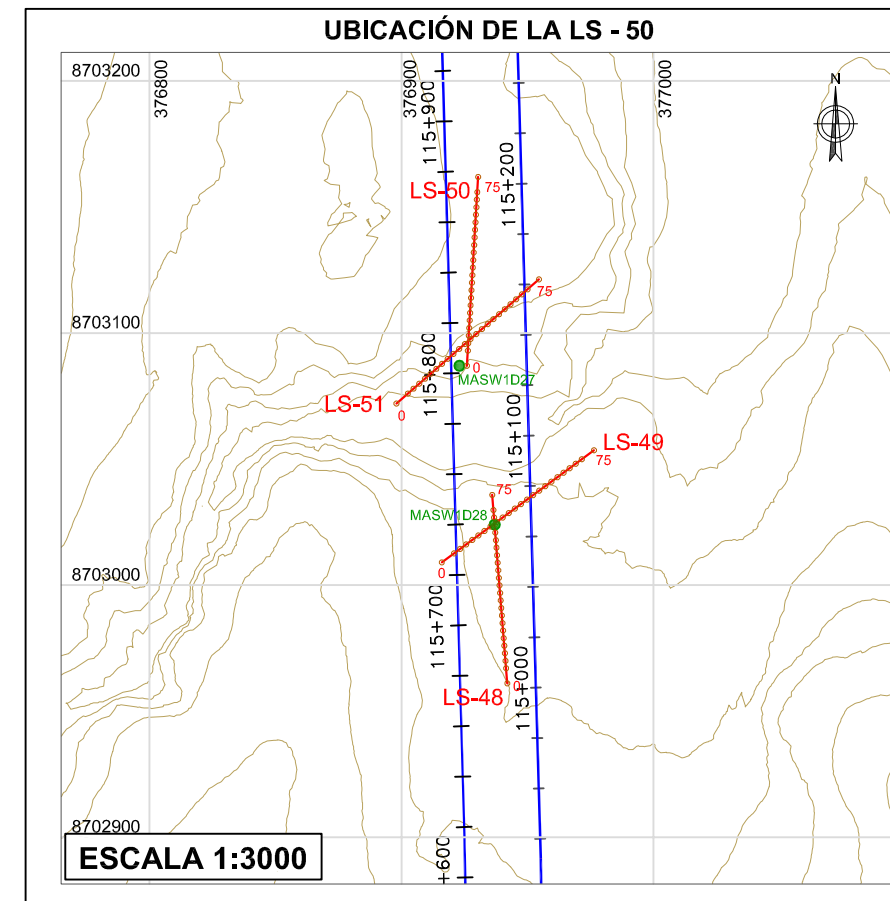 UBICACIÓN DE LA LS - 50
8703200
376800
376900
377000
N
115+900
115+200
LS-50
75
75
8703100
115+800
0
MASW1D27
LS-51
0
115+100
LS-49
75
75
MASW1D28
0
8703000
115+700
0
LS-48
115+000
8702900
+600
ESCALA 1:3000